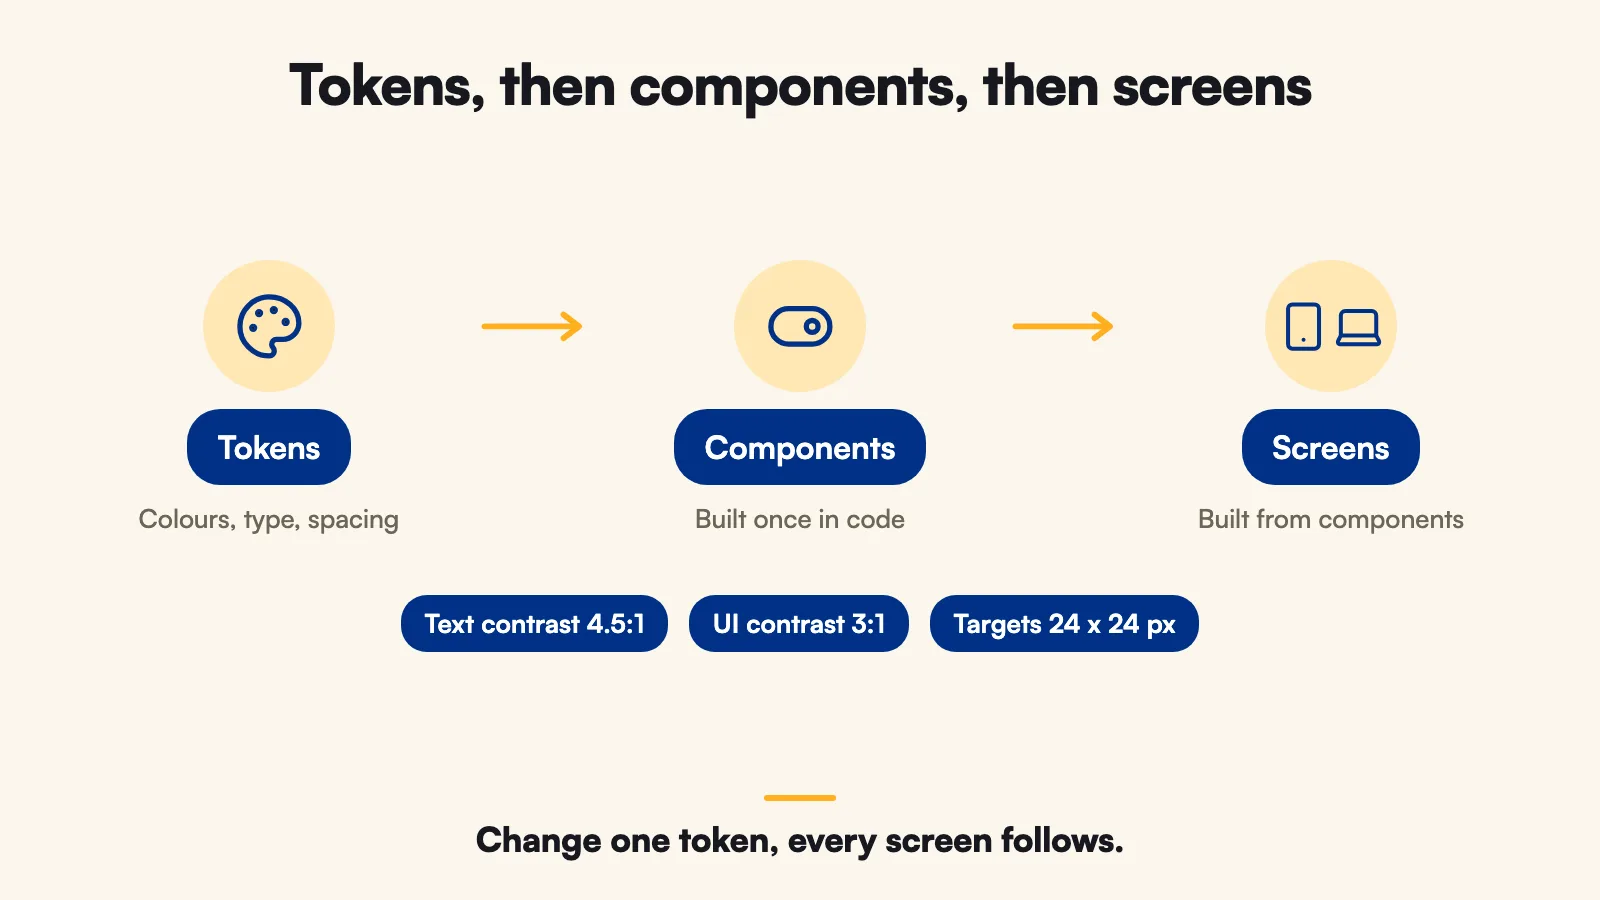 Tokens, then components, then screens
Tokens
Components
Screens
Colours, type, spacing
Built once in code
Built from components
Text contrast 4.5:1
UI contrast 3:1
Targets 24 x 24 px
Change one token, every screen follows.